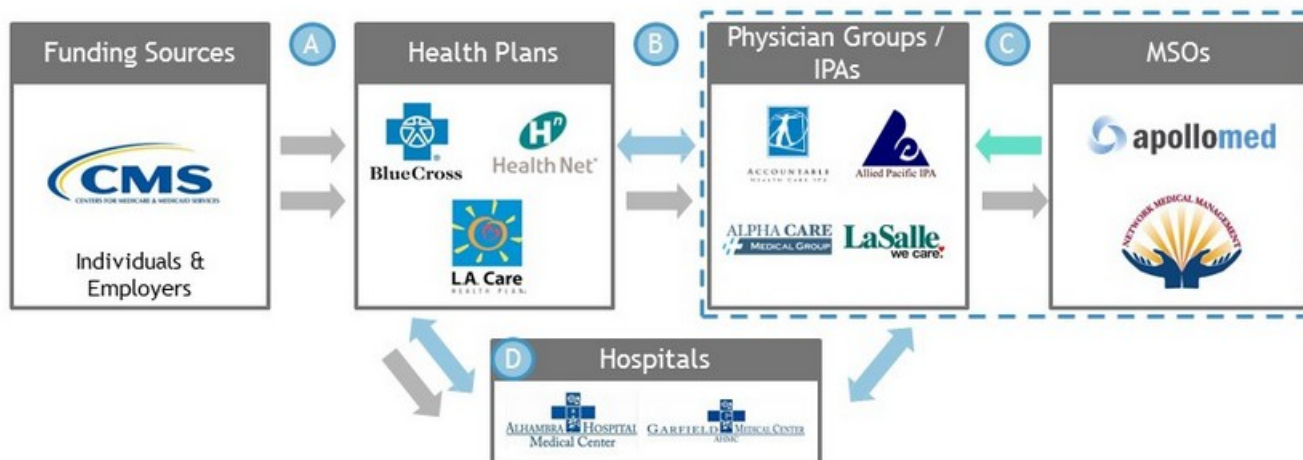 Funding Sources
A
Health Plans
B
Physician Groups /
IPAs
C
MSOs
CMS
CENTERS FOR MEDICARE & MEDICAID SERVICES
Individuals &
Employers
BlueCross
®
Hn
Health Net®
L.A. Care
HEALTH PLAN®
ACCOUNTABLE
HEALTH CARE IPA
Allied Pacific IPA
ALPHA CARE
MEDICAL GROUP
LaSalle
we care.
apollomed
NETWORK MEDICAL MANAGEMENT
D
Hospitals
ALHAMBRA HOSPITAL
Medical Center
GARFIELD MEDICAL CENTER
AHMC